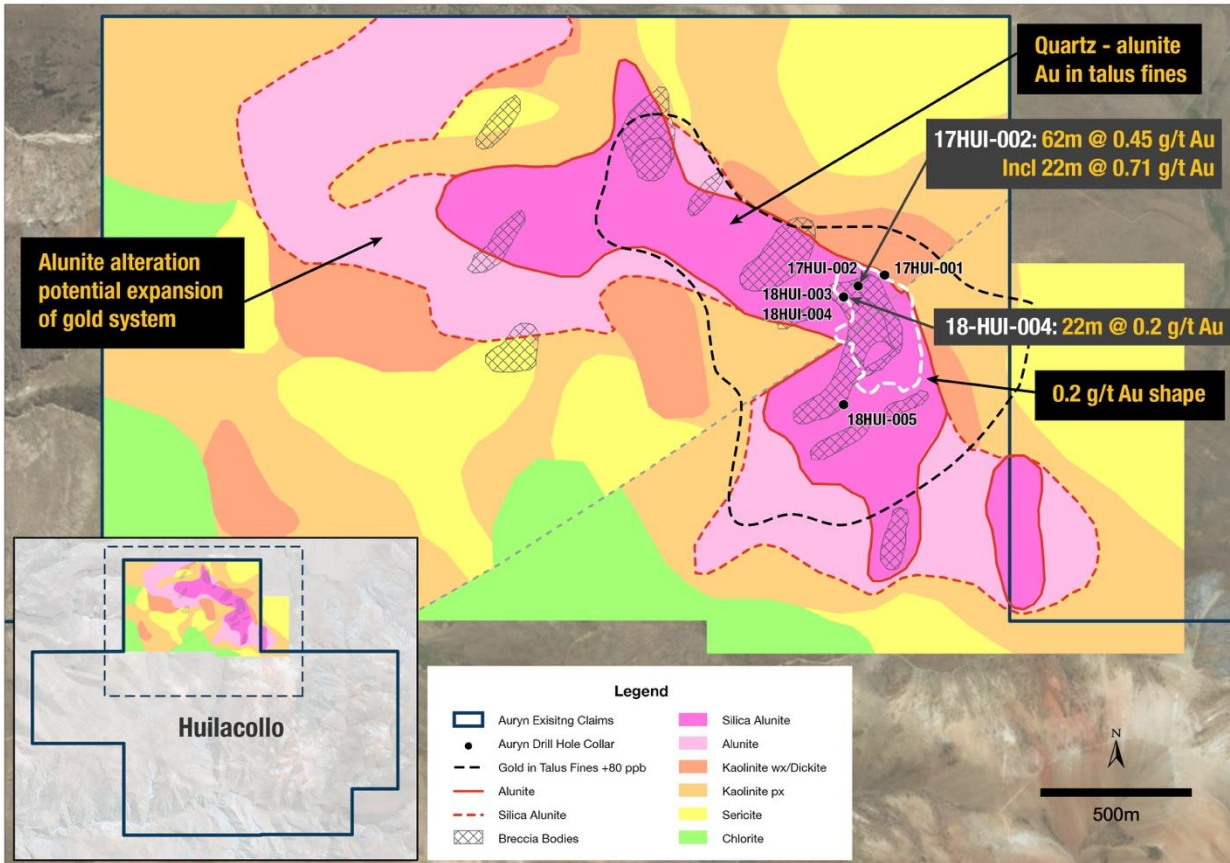 Quartz - alunite
Au in talus fines
17HUI-002: 62m @ 0.45 g/t Au
Incl 22m @ 0.71 g/t Au
Alunite alteration
potential expansion
of gold system
17HUI-002
17HUI-001
18HUI-003
18HUI-004
18-HUI-004: 22m @ 0.2 g/t Au
0.2 g/t Au shape
18HUI-005
Huilacollo
Legend
Auryn Exisitng Claims
Auryn Drill Hole Collar
Gold in Talus Fines +80 ppb
Alunite
Silica Alunite
Breccia Bodies
Silica Alunite
Alunite
Kaolinite wx/Dickite
Kaolinite px
Sericite
Chlorite
N
500m